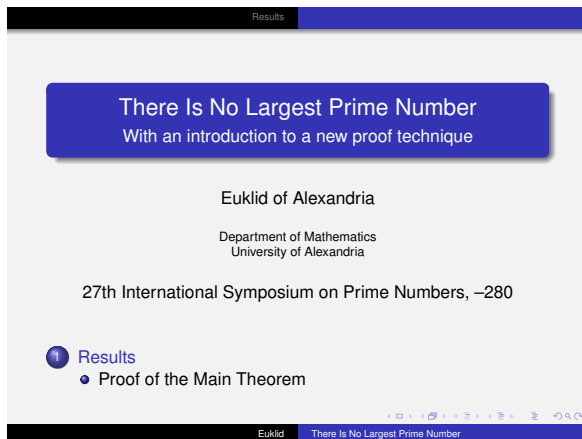 Results
There Is No Largest Prime Number
With an introduction to a new proof technique
Euklid of Alexandria
Department of Mathematics
University of Alexandria
27th International Symposium on Prime Numbers, –280
1 Results
Proof of the Main Theorem
Euklid There Is No Largest Prime Number